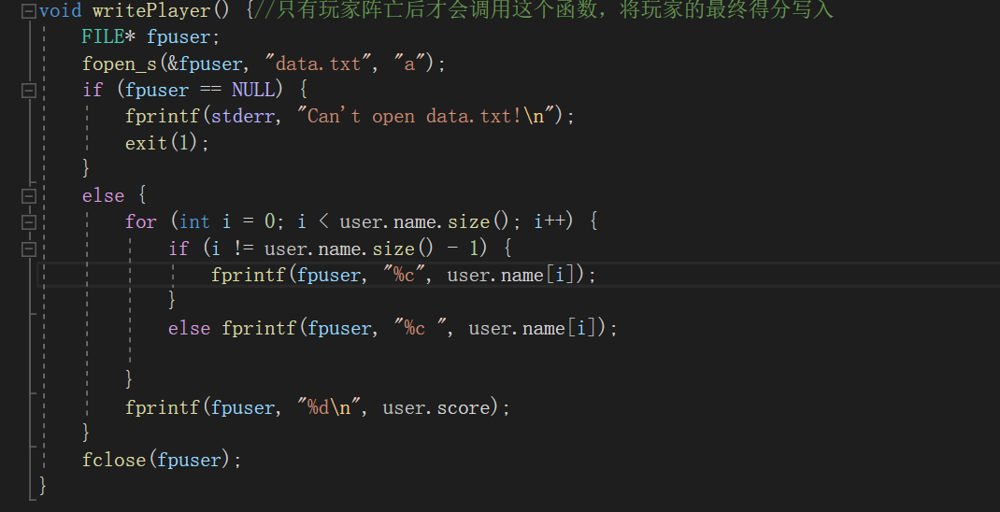 void writePlayer() {//只有玩家阵亡后才会调用这个函数，将玩家的最终得分写入
FILE* fpuser;
fopen_s(&fpuser, "data.txt", "a");
if (fpuser == NULL) {
fprintf(stderr, "Can't open data.txt!\n");
exit(1);
}
else {
for (int i = 0; i < user.name.size(); i++) {
if (i != user.name.size() - 1) {
fprintf(fpuser, "%c", user.name[i]);
}
else fprintf(fpuser, "%c ", user.name[i]);
}
fprintf(fpuser, "%d\n", user.score);
}
fclose(fpuser);
}